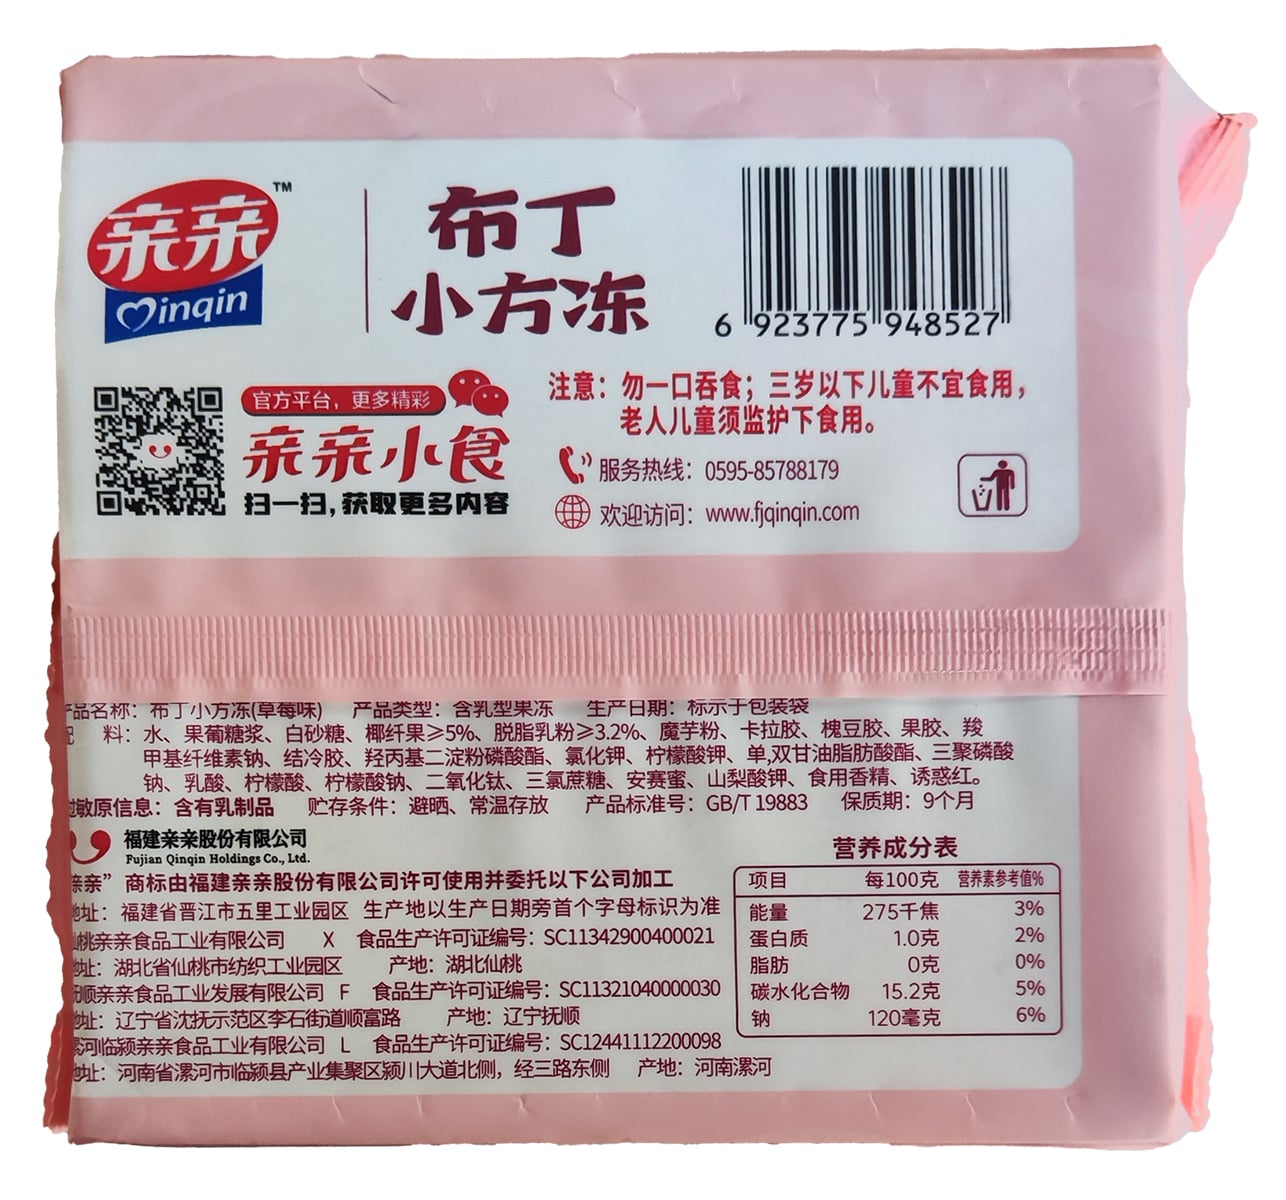 亲亲
TM
inqin
布丁
小方冻
6 923775 948527
官方平台，更多精彩
亲亲小食
扫一扫，获取更多内容
注意：勿一口吞食；三岁以下儿童不宜食用，
老人儿童须监护下食用。
服务热线：0595-85788179
欢迎访问：www.fjqinqin.com
产品名称：布丁小方冻(草莓味) 产品类型：含乳型果冻 生产日期：标示于包装袋
配 料：水、果葡糖浆、白砂糖、椰纤果≥5%、脱脂乳粉≥3.2%、魔芋粉、卡拉胶、槐豆胶、果胶、羧
甲基纤维素钠、结冷胶、羟丙基二淀粉磷酸酯、氯化钾、柠檬酸钾、单,双甘油脂肪酸酯、三聚磷酸
钠、乳酸、柠檬酸、柠檬酸钠、二氧化钛、三氯蔗糖、安赛蜜、山梨酸钾、食用香精、诱惑红。
过敏原信息：含有乳制品 贮存条件：避晒、常温存放 产品标准号：GB/T 19883 保质期：9个月
福建亲亲股份有限公司
Fujian Qinqin Holdings Co., Ltd.
亲亲”商标由福建亲亲股份有限公司许可使用并委托以下公司加工
地址：福建省晋江市五里工业园区 生产地以生产日期旁首个字母标识为准
仙桃亲亲食品工业有限公司 X 食品生产许可证编号：SC11342900400021
地址：湖北省仙桃市纺织工业园区 产地：湖北仙桃
抚顺亲亲食品工业发展有限公司 F 食品生产许可证编号：SC11321040000030
地址：辽宁省沈抚示范区李石街道顺富路 产地：辽宁抚顺
漯河临颍亲亲食品工业有限公司 L 食品生产许可证编号：SC12441112200098
地址：河南省漯河市临颍县产业集聚区颍川大道北侧，经三路东侧 产地：河南漯河
营养成分表
项目 每100克 营养素参考值%
能量 275千焦 3%
蛋白质 1.0克 2%
脂肪 0克 0%
碳水化合物 15.2克 5%
钠 120毫克 6%